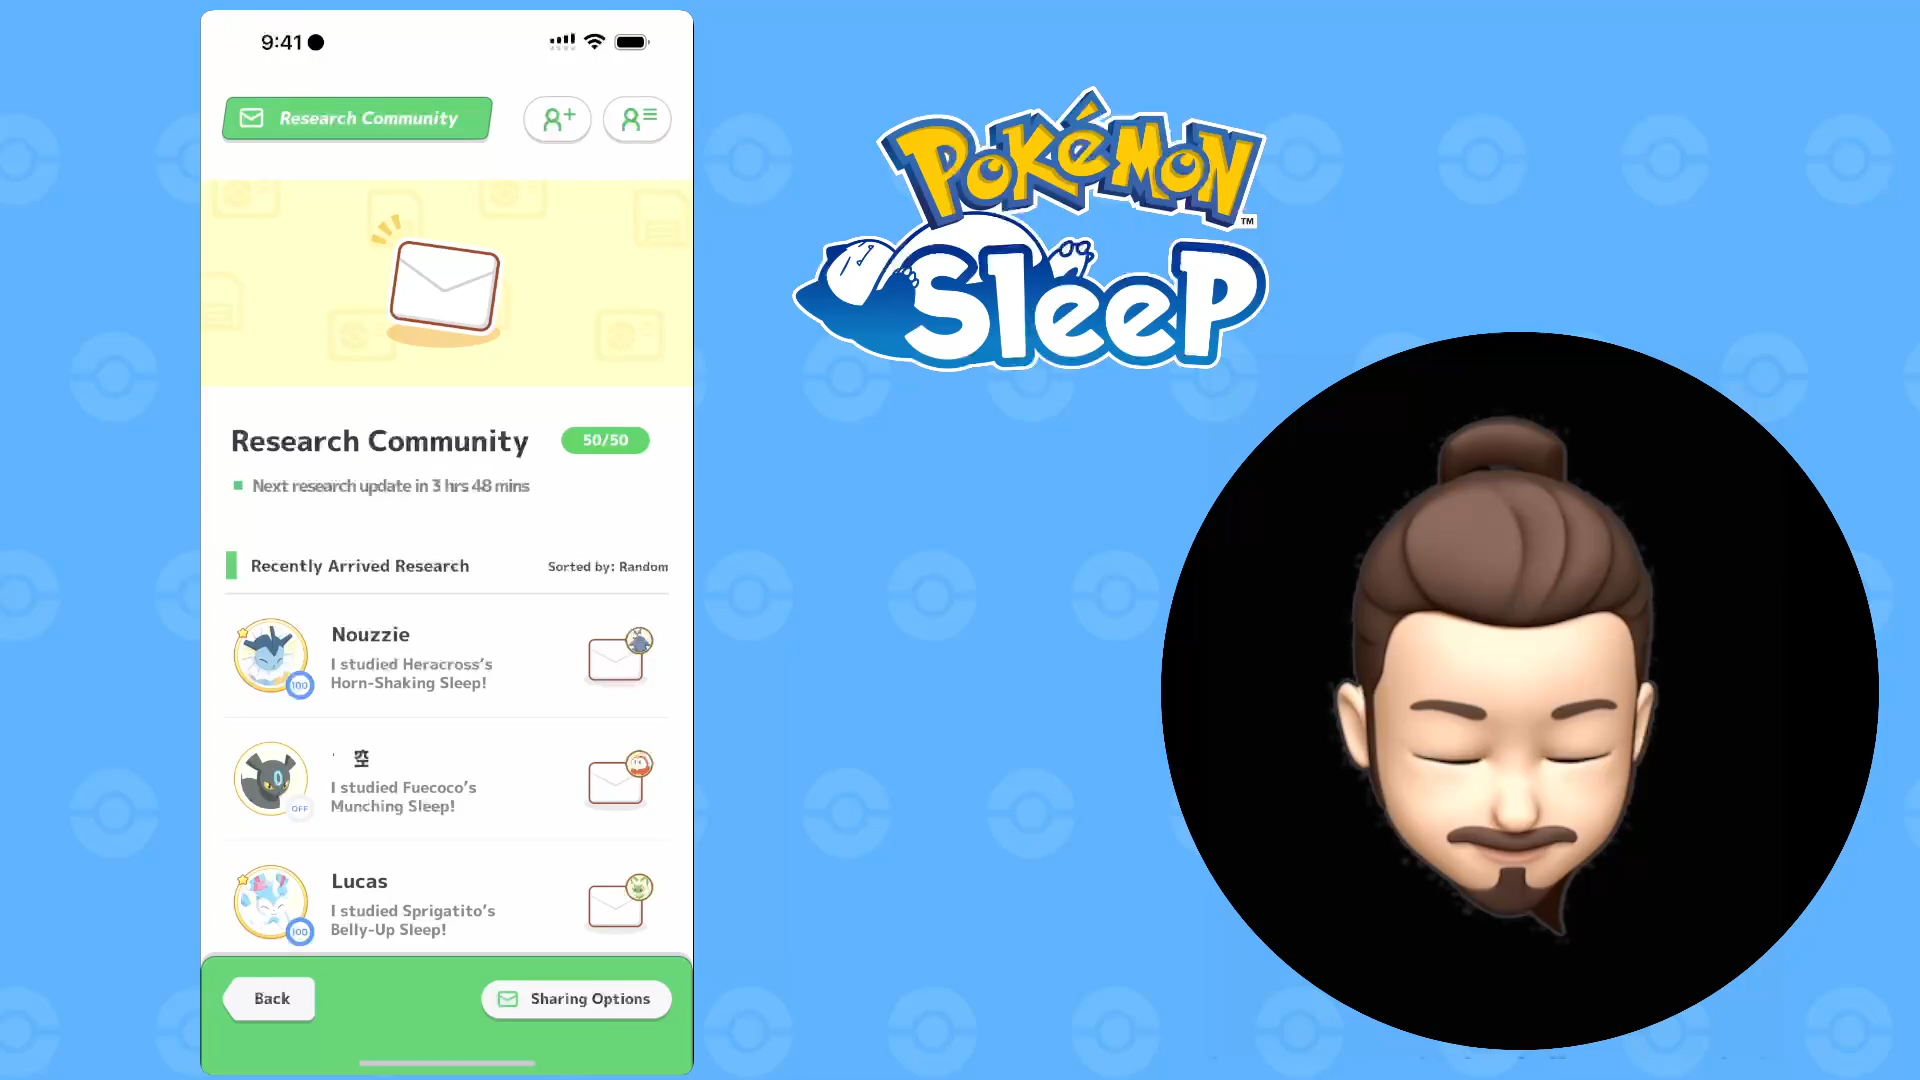 9:41
Research Community
POKéMON
TM
SleeP
Research Community
50/50
Next research update in 3 hrs 48 mins
Recently Arrived Research
Sorted by: Random
Nouzzie
I studied Heracross’s
Horn-Shaking Sleep!
100
空
I studied Fuecoco’s
Munching Sleep!
OFF
Lucas
I studied Sprigatito’s
Belly-Up Sleep!
100
Back
Sharing Options